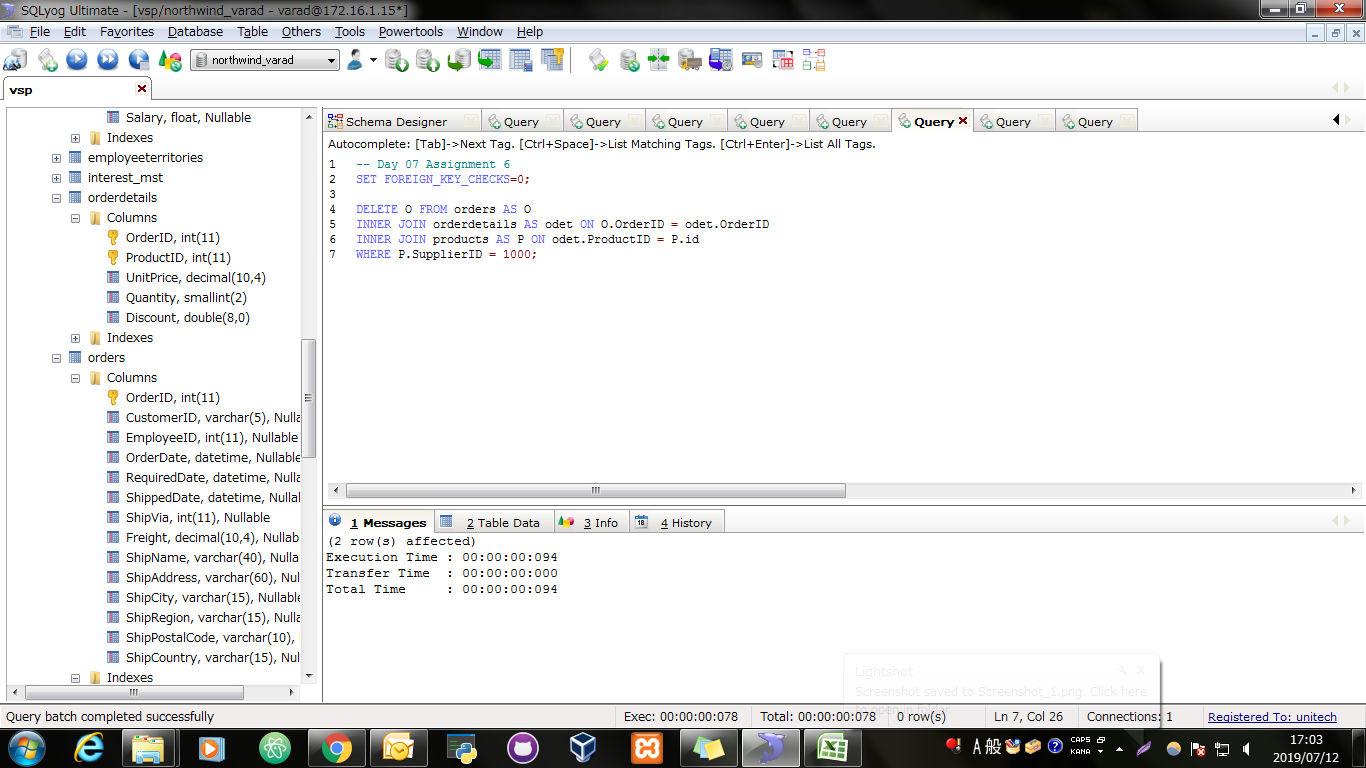 SQLyog Ultimate - [vsp/northwind_varad - varad@172.16.1.15*]
File Edit Favorites Database Table Others Tools Powertools Window Help
northwind_varad
vsp
Salary, float, Nullable
Indexes
employeeterritories
interest_mst
orderdetails
Columns
OrderID, int(11)
ProductID, int(11)
UnitPrice, decimal(10,4)
Quantity, smallint(2)
Discount, double(8,0)
Indexes
orders
Columns
OrderID, int(11)
CustomerID, varchar(5), Nulla
EmployeeID, int(11), Nullable
OrderDate, datetime, Nullable
RequiredDate, datetime, Nulla
ShippedDate, datetime, Nullal
ShipVia, int(11), Nullable
Freight, decimal(10,4), Nullab
ShipName, varchar(40), Nulla
ShipAddress, varchar(60), Nul
ShipCity, varchar(15), Nullable
ShipRegion, varchar(15), Nul
ShipPostalCode, varchar(10),
ShipCountry, varchar(15), Nul
Indexes
Schema Designer Query Query Query Query Query Query Query Query
Autocomplete: [Tab]->Next Tag. [Ctrl+Space]->List Matching Tags. [Ctrl+Enter]->List All Tags.
1 -- Day 07 Assignment 6
2 SET FOREIGN_KEY_CHECKS=0;
3
4 DELETE O FROM orders AS O
5 INNER JOIN orderdetails AS odet ON O.OrderID = odet.OrderID
6 INNER JOIN products AS P ON odet.ProductID = P.id
7 WHERE P.SupplierID = 1000;
1 Messages 2 Table Data 3 Info 4 History
(2 row(s) affected)
Execution Time : 00:00:00:094
Transfer Time : 00:00:00:000
Total Time : 00:00:00:094
Lightshot
Screenshot saved to Screenshot_1.png. Click here
Query batch completed successfully Exec: 00:00:00:078 Total: 00:00:00:078 0 row(s) Ln 7, Col 26 Connections: 1 Registered To: unitech
A 般 CAPS KANA
17:03
2019/07/12